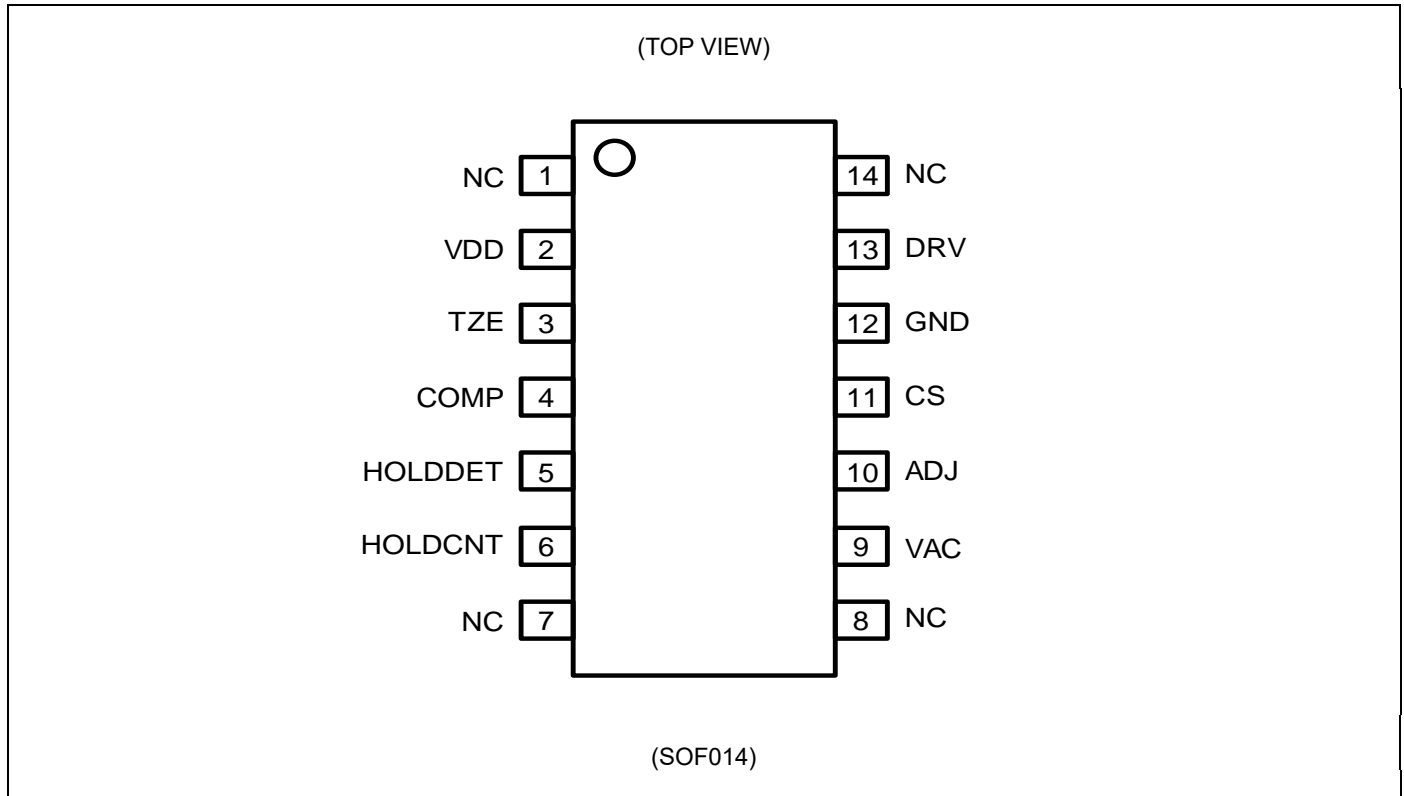 (TOP VIEW)
NC 1 14 NC
VDD 2 13 DRV
TZE 3 12 GND
COMP 4 11 CS
HOLDDET 5 10 ADJ
HOLDCNT 6 9 VAC
NC 7 8 NC
(SOF014)